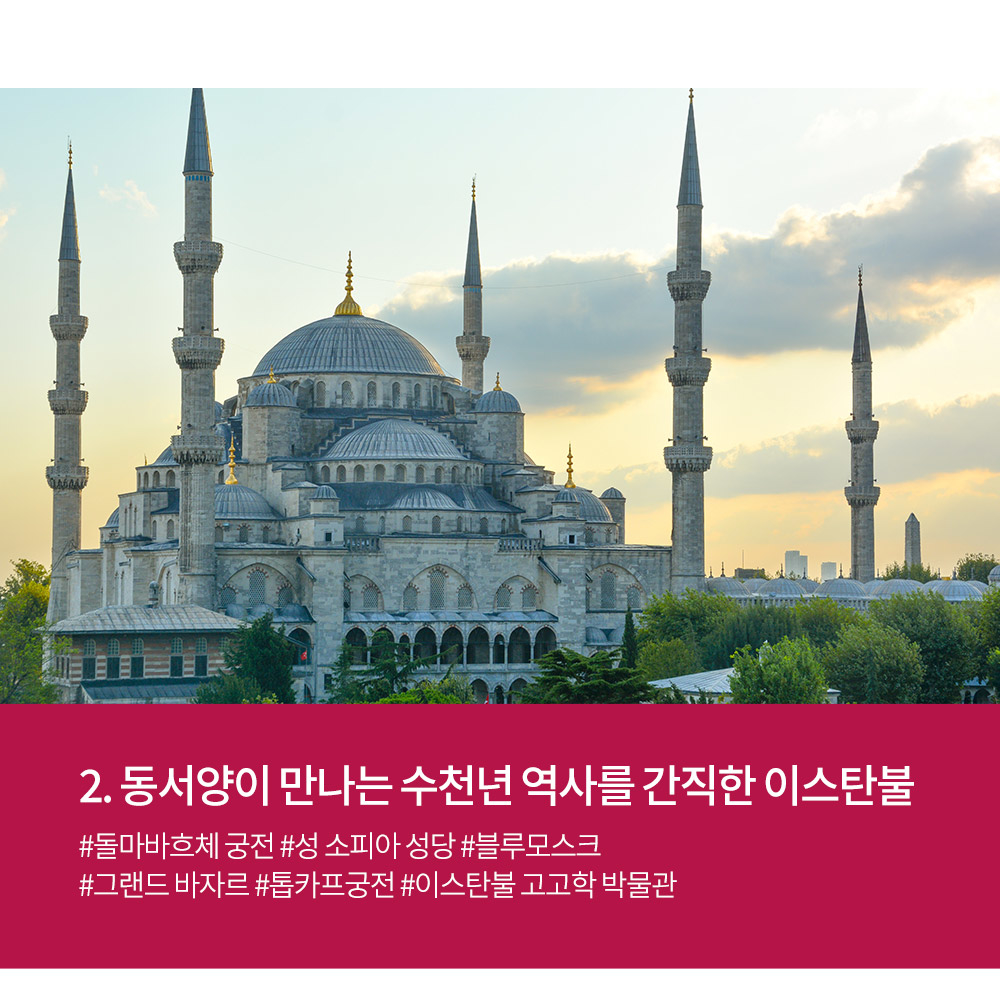 2. 동서양이 만나는 수천년 역사를 간직한 이스탄불
#돌마바흐체 궁전 #성 소피아 성당 #블루모스크
#그랜드 바자르 #톱카프궁전 #이스탄불 고고학 박물관